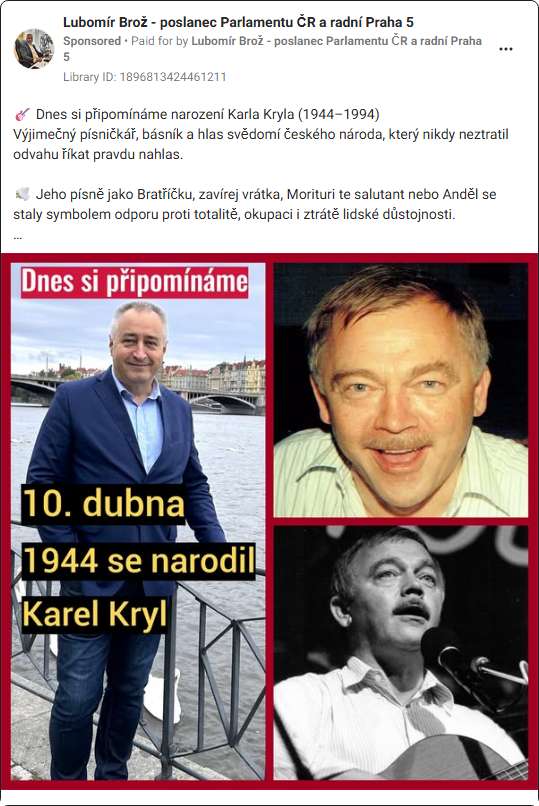 Lubomír Brož - poslanec Parlamentu ČR a radní Praha 5
Sponsored • Paid for by Lubomír Brož - poslanec Parlamentu ČR a radní Praha
5
Library ID: 1896813424461211
Dnes si připomínáme narození Karla Kryla (1944–1994)
Výjimečný písničkář, básník a hlas svědomí českého národa, který nikdy neztratil
odvahu říkat pravdu nahlas.
Jeho písně jako Bratříčku, zavírej vrátka, Morituri te salutant nebo Anděl se
staly symbolem odporu proti totalitě, okupaci i ztrátě lidské důstojnosti.
...
Dnes si připomínáme
10. dubna
1944 se narodil
Karel Kryl